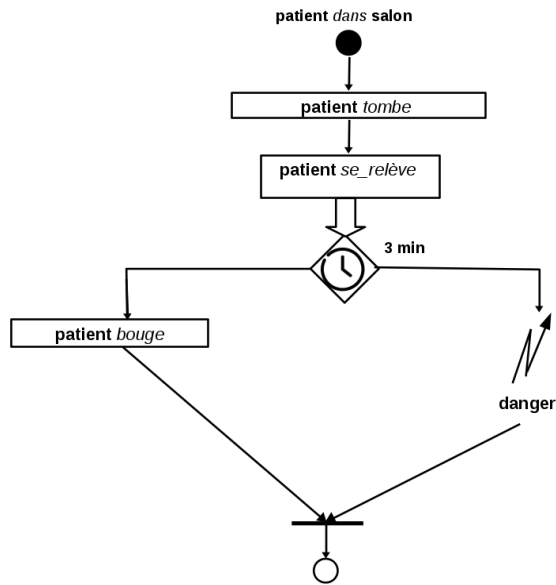 patient dans salon
patient tombe
patient se_relève
3 min
patient bouge
danger